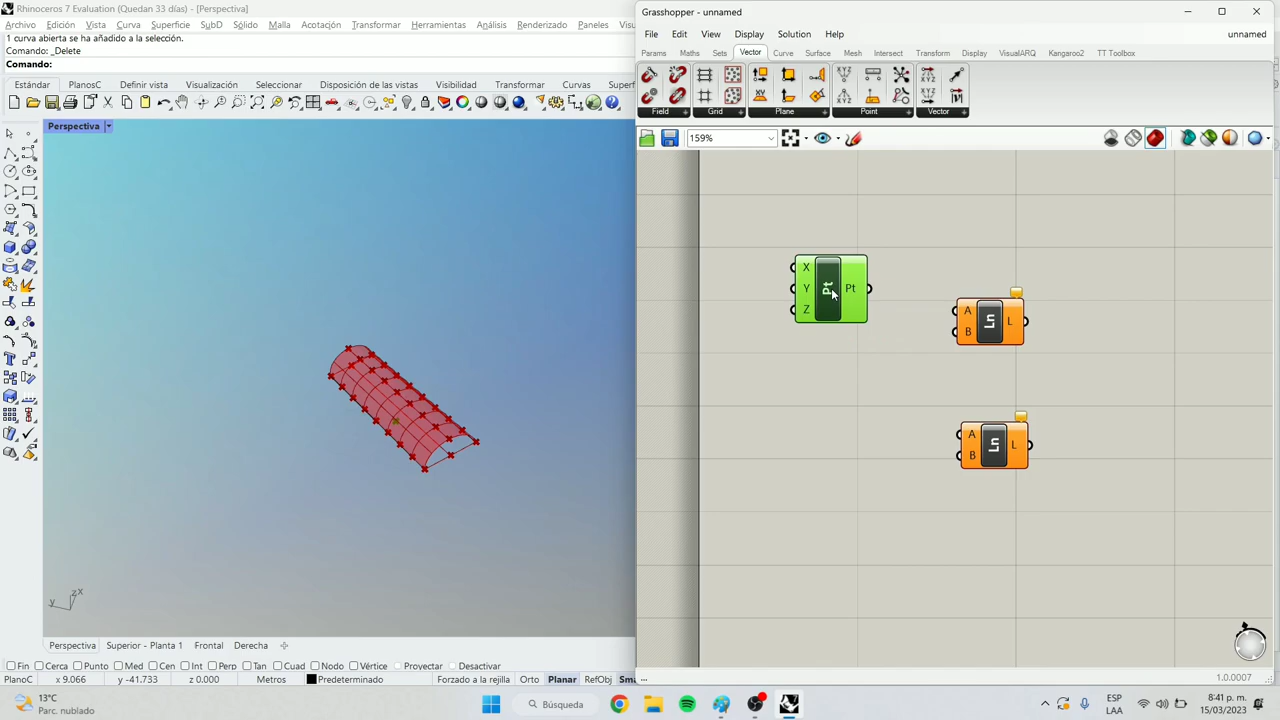 Rhinoceros 7 Evaluation (Quedan 33 días) - [Perspectiva]
Archivo Edición Vista Curva Superficie SubD Sólido Malla Acotación Transformar Herramientas Análisis Renderizado Paneles
1 curva abierta se ha añadido a la selección.
Comando: _Delete
Comando:
Estándar PlanosC Definir vista Visualización Seleccionar Disposición de las vistas Visibilidad Transformar Curvas
Perspectiva
y x z
Perspectiva Superior - Planta 1 Frontal Derecha
Fin Cerca Punto Med Cen Int Perp Tan Cuad Nodo Vértice Proyectar Desactivar
PlanoC x 9.066 y -41.733 z 0.000 Metros Predeterminado Forzado a la rejilla Orto Planar RefObj
Grasshopper - unnamed
File Edit View Display Solution Help unnamed
Params Maths Sets Vector Curve Surface Mesh Intersect Transform Display VisualARQ Kangaroo2 TT Toolbox
Field Grid Plane Point Vector
159%
X
Y Pt Pt
Z
A
B Ln L
A
B Ln L
... 1.0.0007
13°C
Parc. nublado
Búsqueda
ESP
LAA
8:41 p. m.
15/03/2023